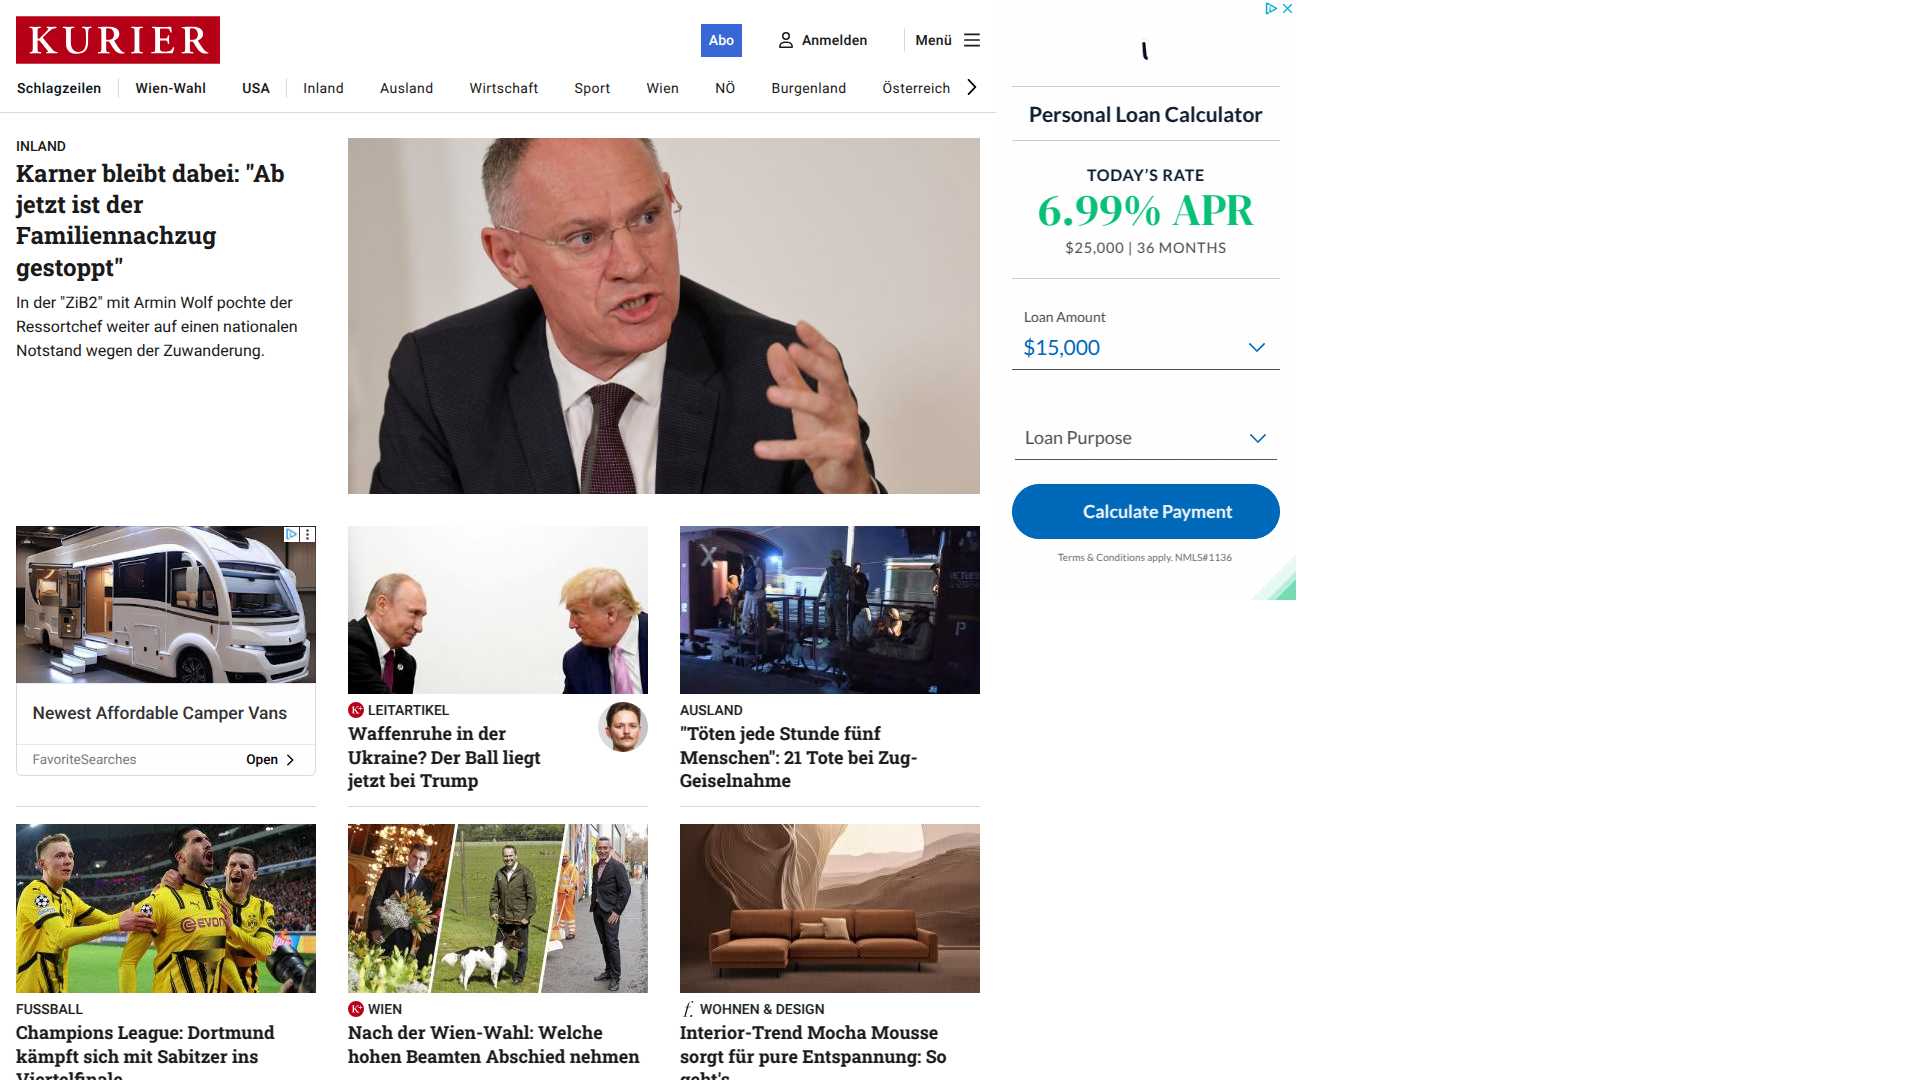 KURIER
Abo
Anmelden
Menü
Schlagzeilen
Wien-Wahl
USA
Inland
Ausland
Wirtschaft
Sport
Wien
NÖ
Burgenland
Österreich
INLAND
Karner bleibt dabei: "Ab
jetzt ist der
Familiennachzug
gestoppt"
In der "ZiB2" mit Armin Wolf pochte der
Ressortchef weiter auf einen nationalen
Notstand wegen der Zuwanderung.
Newest Affordable Camper Vans
FavoriteSearches
Open
K+ LEITARTIKEL
Waffenruhe in der
Ukraine? Der Ball liegt
jetzt bei Trump
AUSLAND
"Töten jede Stunde fünf
Menschen": 21 Tote bei Zug-
Geiselnahme
EVON
FUSSBALL
Champions League: Dortmund
kämpft sich mit Sabitzer ins
Viertelfinale
K+ WIEN
Nach der Wien-Wahl: Welche
hohen Beamten Abschied nehmen
f. WOHNEN & DESIGN
Interior-Trend Mocha Mousse
sorgt für pure Entspannung: So
geht's
Personal Loan Calculator
TODAY'S RATE
6.99% APR
$25,000 | 36 MONTHS
Loan Amount
$15,000
Loan Purpose
Calculate Payment
Terms & Conditions apply. NMLS#1136